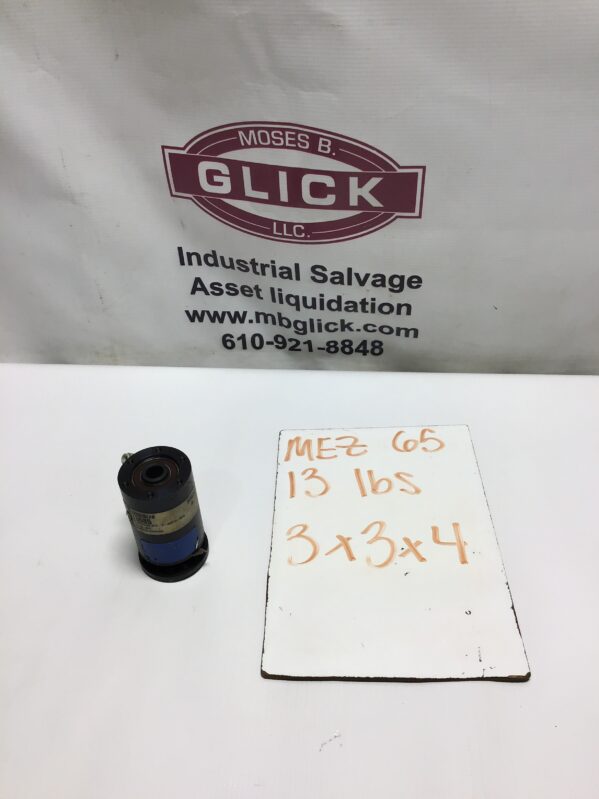 MOSES B.
GLICK
LLC.
Industrial Salvage
Asset liquidation
www.mbglick.com
610-921-8848
MEZ 65
13 lbs
3x3x4